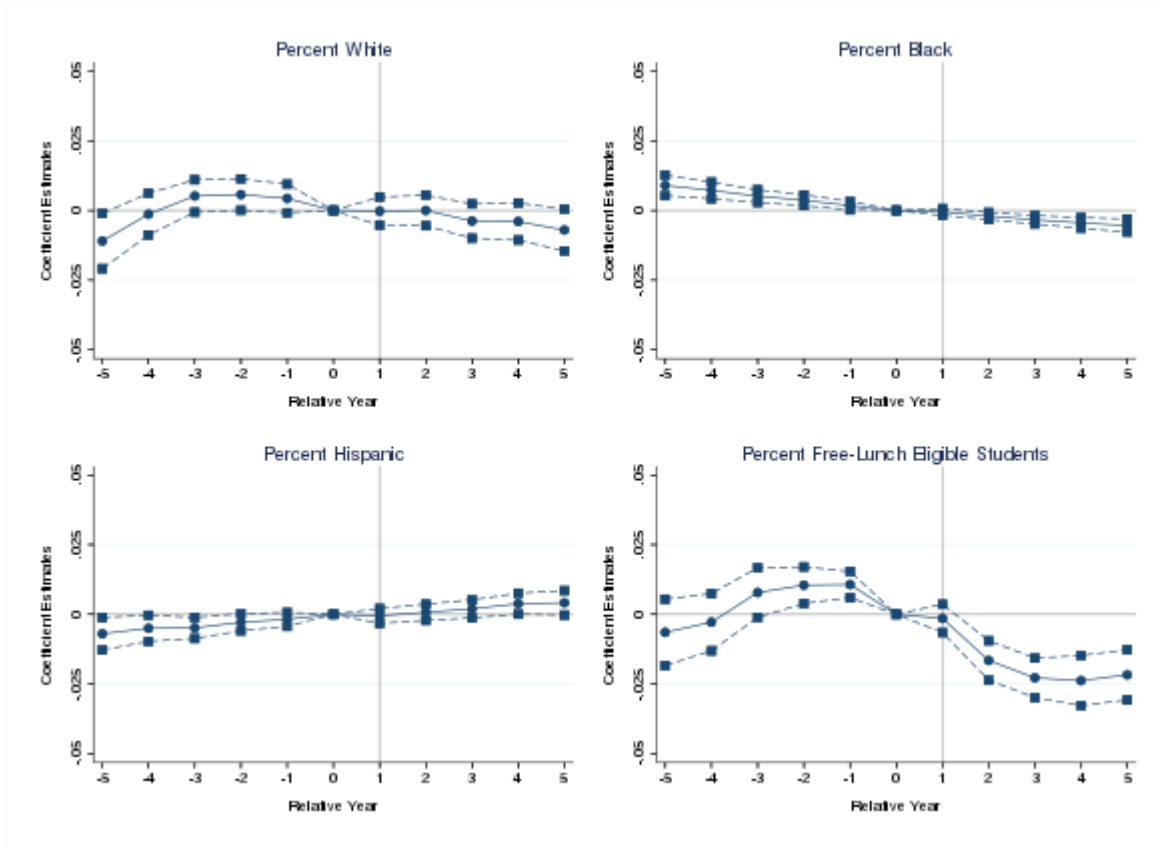 Percent White
Coefficient Estimates
.05
.025
0
-.025
-.05
-5 -4 -3 -2 -1 0 1 2 3 4 5
Relative Year
Percent Black
Coefficient Estimates
.05
.025
0
-.025
-.05
-5 -4 -3 -2 -1 0 1 2 3 4 5
Relative Year
Percent Hispanic
Coefficient Estimates
.05
.025
0
-.025
-.05
-5 -4 -3 -2 -1 0 1 2 3 4 5
Relative Year
Percent Free-Lunch Eligible Students
Coefficient Estimates
.05
.025
0
-.025
-.05
-5 -4 -3 -2 -1 0 1 2 3 4 5
Relative Year